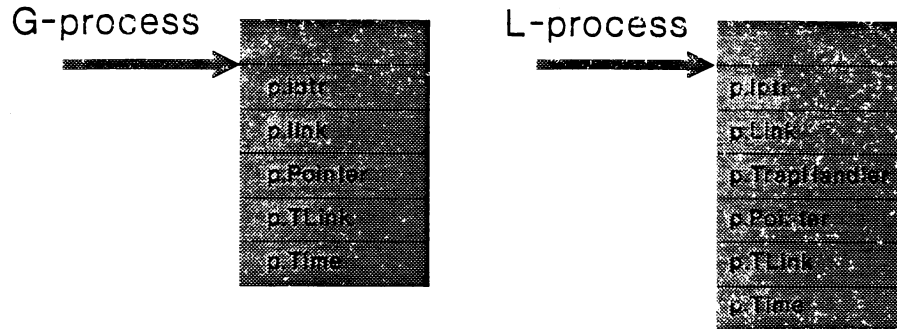 G-process
p.Iptr
p.link
p.Pointer
p.TLink
p.Time
L-process
p.Iptr
p.Link
p.TrapHandler
p.Pointer
p.TLink
p.Time